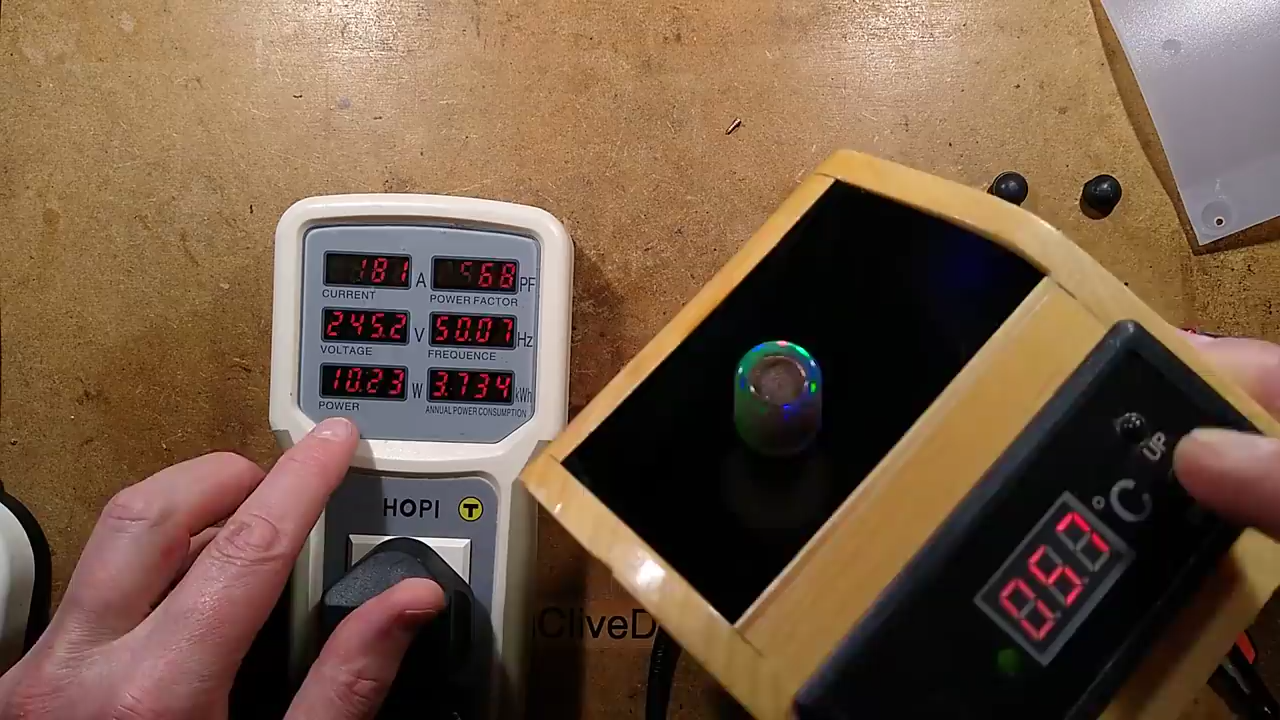 181 A
568 PF
CURRENT
POWER FACTOR
245.2 V
50.07 Hz
VOLTAGE
FREQUENCE
10.23 W
3.734 kWh
POWER
ANNUAL POWER CONSUMPTION
HOPI T
CliveD
UP
°C